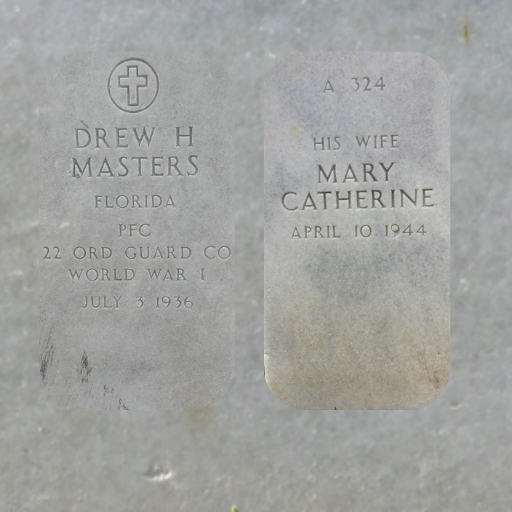 DREW H
MASTERS
FLORIDA
PFC
22 ORD GUARD CO
WORLD WAR I
JULY 3 1936
A 324
HIS WIFE
MARY
CATHERINE
APRIL 10 1944